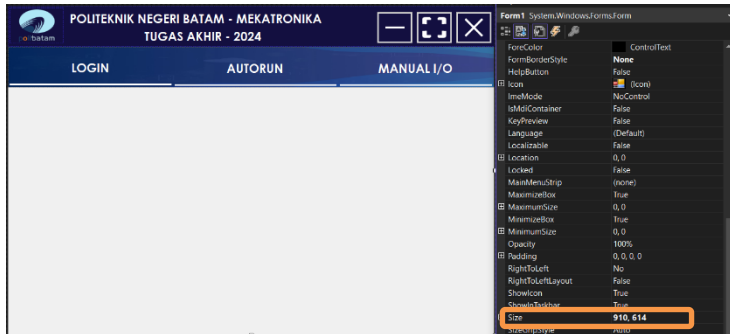 POLITEKNIK NEGERI BATAM - MEKATRONIKA
TUGAS AKHIR - 2024
LOGIN AUTORUN MANUAL I/O
Form1 System.Windows.Forms.Form
ForeColor ControlText
FormBorderStyle None
HelpButton False
Icon (Icon)
ImeMode NoControl
IsMdiContainer False
KeyPreview False
Language (Default)
Localizable False
Location 0, 0
Locked False
MainMenuStrip (none)
MaximizeBox True
MaximumSize 0, 0
MinimizeBox True
MinimumSize 0, 0
Opacity 100%
Padding 0, 0, 0, 0
RightToLeft No
RightToLeftLayout False
ShowIcon True
ShowInTaskbar True
Size 910, 614
SizeGripStyle Auto